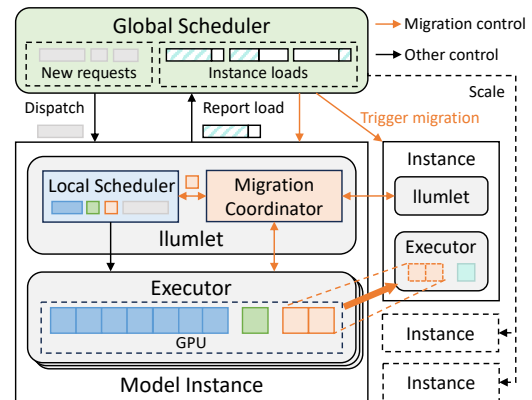 Global Scheduler
New requests
Instance loads
Migration control
Other control
Scale
Dispatch
Report load
Trigger migration
Local Scheduler
Migration
Coordinator
llumlet
Executor
GPU
Model Instance
Instance
llumlet
Executor
Instance
Instance